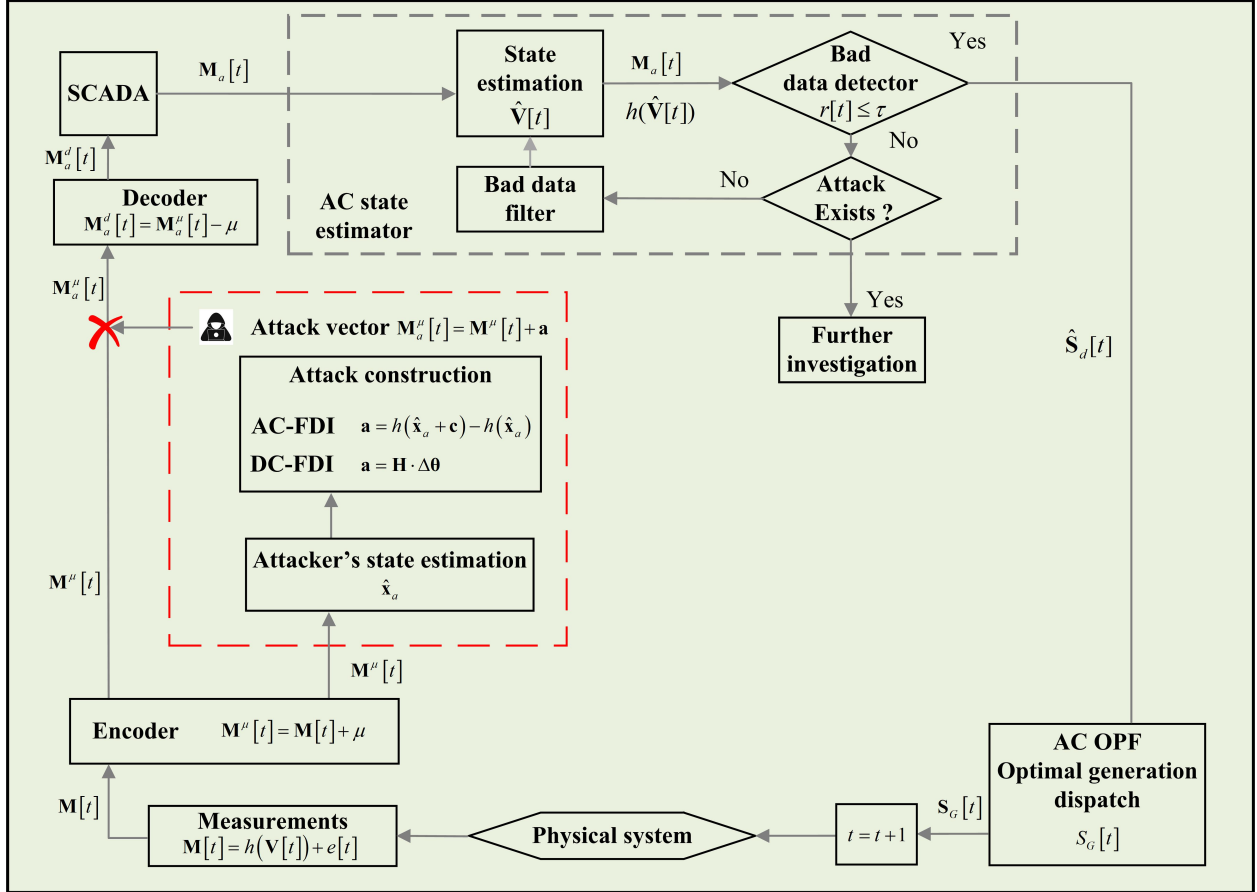 SCADA
𝐌ₐ[t]
State
estimation
V̂[t]
𝐌ₐ[t]
h(V̂[t])
Bad
data detector
r[t] ≤ τ
Yes
No
Attack
Exists ?
No
Bad data
filter
AC state
estimator
Yes
Further
investigation
Ŝ_d[t]
M_a^d[t]
Decoder
M_a^d[t] = M_a^μ[t] − μ
M_a^μ[t]
Attack vector M_a^μ[t] = M^μ[t] + a
Attack construction
AC-FDI a = h(x̂_a + c) − h(x̂_a)
DC-FDI a = H · Δθ
Attacker’s state estimation
x̂_a
M^μ[t]
M^μ[t]
Encoder M^μ[t] = M[t] + μ
M[t]
Measurements
M[t] = h(V[t]) + e[t]
Physical system
t = t + 1
S_G[t]
AC OPF
Optimal generation
dispatch
S_G[t]